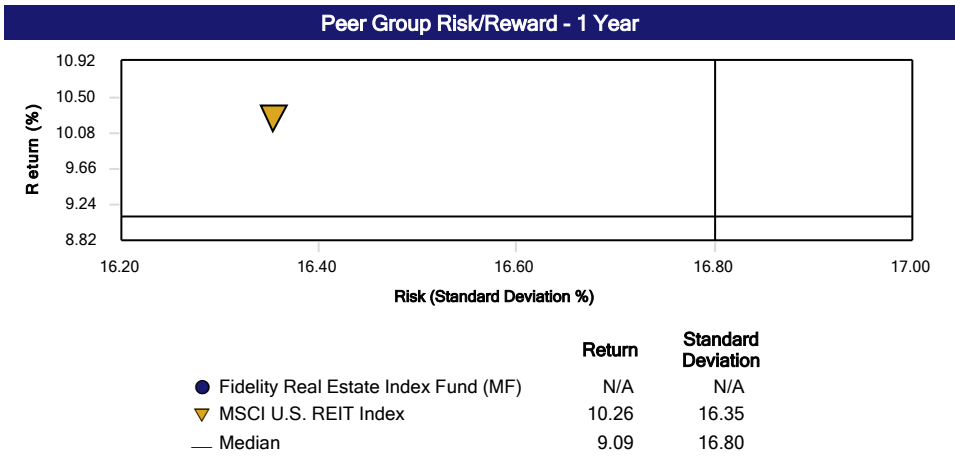 Peer Group Risk/Reward - 1 Year
10.92
10.50
10.08
9.66
9.24
8.82
Return (%)
16.20 16.40 16.60 16.80 17.00
Risk (Standard Deviation %)
Return Standard Deviation
Fidelity Real Estate Index Fund (MF) N/A N/A
MSCI U.S. REIT Index 10.26 16.35
Median 9.09 16.80